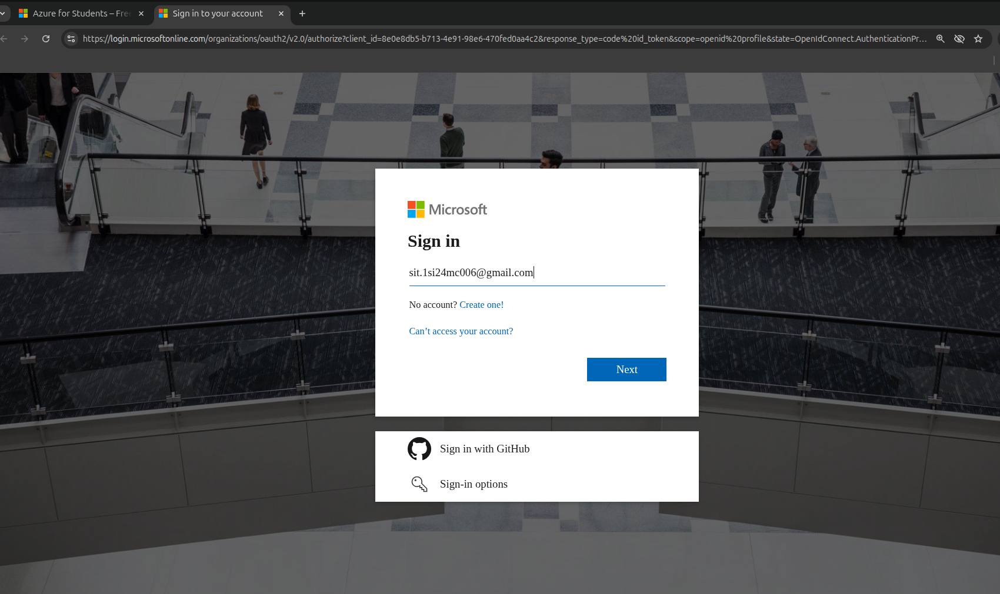 Azure for Students – Free
Sign in to your account
https://login.microsoftonline.com/organizations/oauth2/v2.0/authorize?client_id=8e0e8db5-b713-4e91-98e6-470fed0aa4c2&response_type=code%20id_token&scope=openid%20profile&state=OpenIdConnect.AuthenticationPr...
Microsoft
Sign in
sit.1si24mc006@gmail.com
No account? Create one!
Can’t access your account?
Next
Sign in with GitHub
Sign-in options